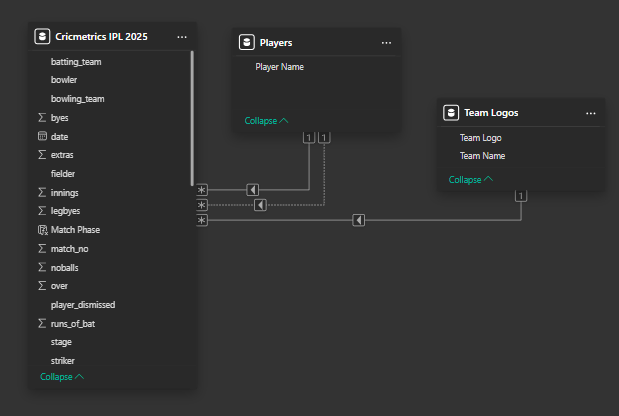 Cricmetrics IPL 2025
...
batting_team
bowler
bowling_team
byes
date
extras
fielder
innings
legbyes
Match Phase
match_no
noballs
over
player_dismissed
runs_of_bat
stage
striker
Collapse
Players
...
Player Name
Collapse
Team Logos
...
Team Logo
Team Name
Collapse
1 1
1
*
*
*